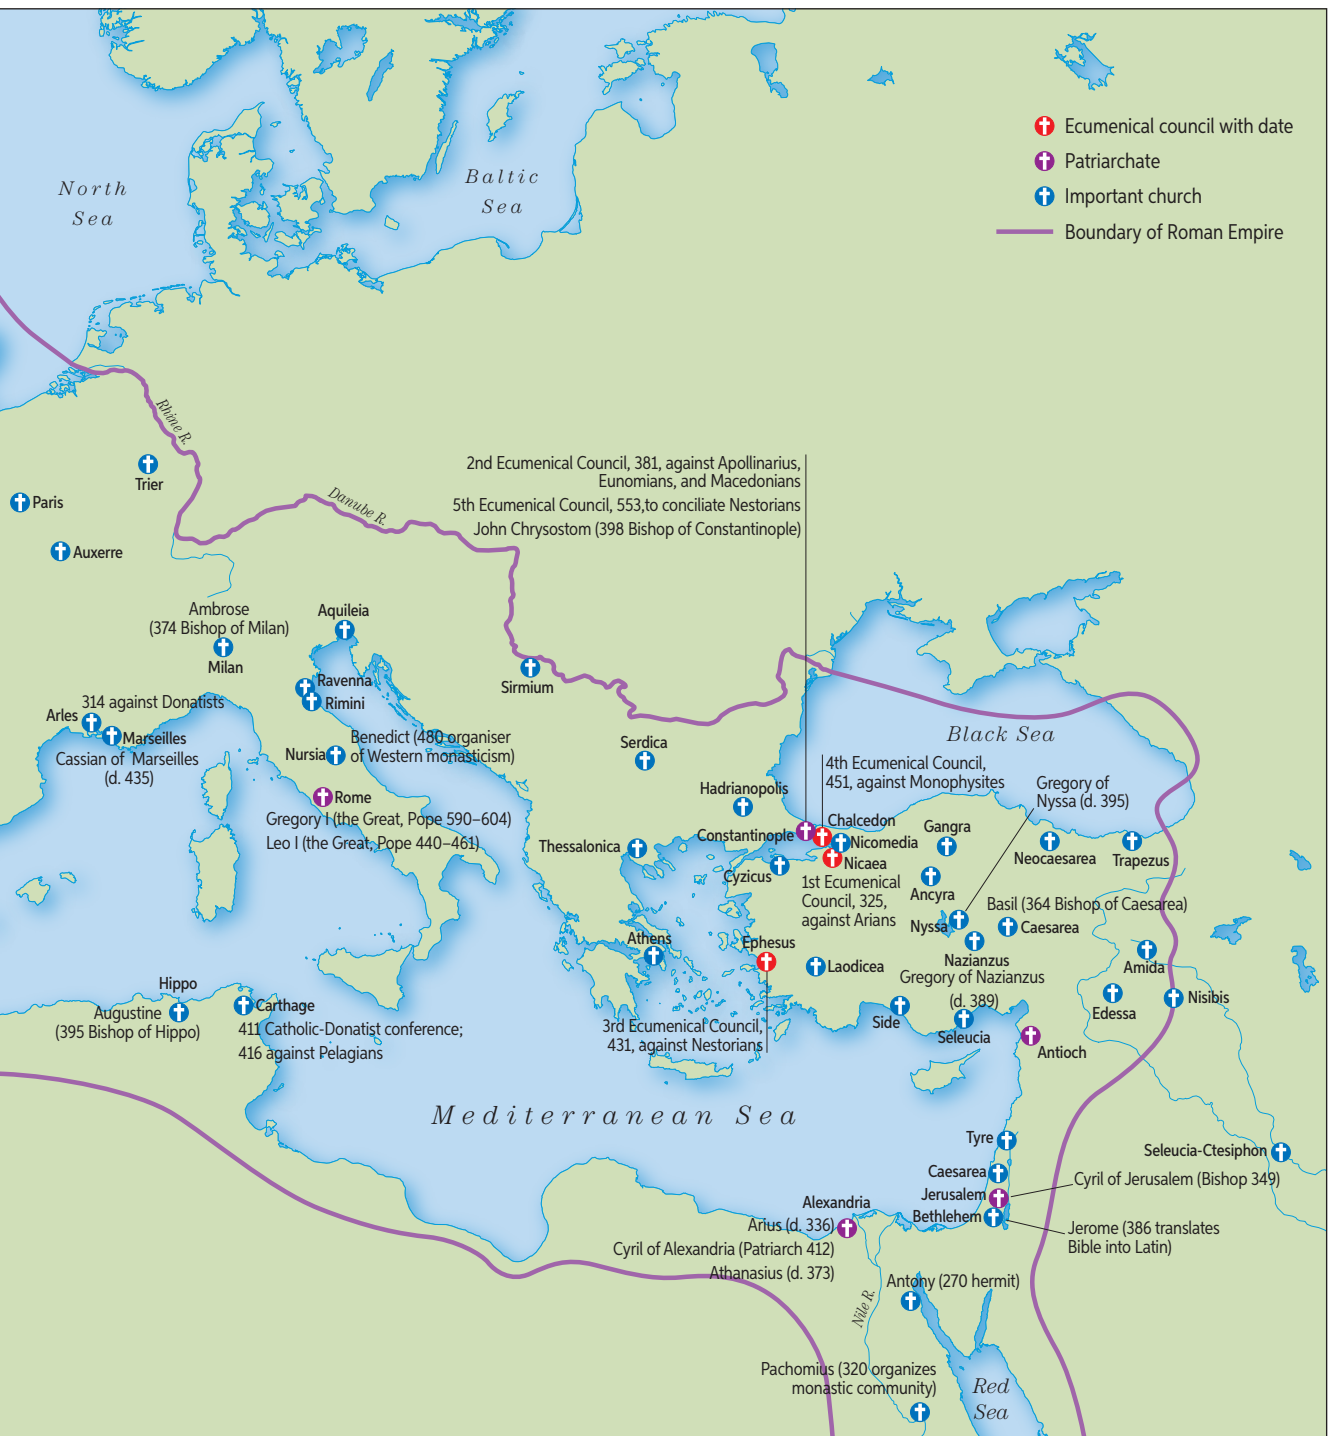 Ecumenical council with date
Patriarchate
Important church
Boundary of Roman Empire
North
Sea
Baltic
Sea
Rhine R.
Trier
Paris
Auxerre
Danube R.
2nd Ecumenical Council, 381, against Apollinarius,
Eunomians, and Macedonians
5th Ecumenical Council, 553,to conciliate Nestorians
John Chrysostom (398 Bishop of Constantinople)
Ambrose
(374 Bishop of Milan)
Milan
Aquileia
Ravenna
Rimini
Sirmium
314 against Donatists
Arles
Marseilles
Cassian of Marseilles
(d. 435)
Nursia
Benedict (480 organiser
of Western monasticism)
Rome
Gregory I (the Great, Pope 590–604)
Leo I (the Great, Pope 440–461)
Serdica
Black Sea
4th Ecumenical Council,
451, against Monophysites
Gregory of
Nyssa (d. 395)
Hadrianopolis
Constantinople
Chalcedon
Nicomedia
Nicaea
Gangra
Neocaesarea
Trapezus
Thessalonica
Cyzicus
1st Ecumenical
Council, 325,
against Arians
Ancyra
Basil (364 Bishop of Caesarea)
Nyssa
Caesarea
Athens
Ephesus
Laodicea
Nazianzus
Gregory of Nazianzus
(d. 389)
Amida
Edessa
Nisibis
Hippo
Augustine
(395 Bishop of Hippo)
Carthage
411 Catholic-Donatist conference;
416 against Pelagians
3rd Ecumenical Council,
431, against Nestorians
Side
Seleucia
Antioch
Mediterranean Sea
Tyre
Seleucia-Ctesiphon
Caesarea
Cyril of Jerusalem (Bishop 349)
Jerusalem
Bethlehem
Jerome (386 translates
Bible into Latin)
Alexandria
Arius (d. 336)
Cyril of Alexandria (Patriarch 412)
Athanasius (d. 373)
Antony (270 hermit)
Nile R.
Pachomius (320 organizes
monastic community)
Red
Sea